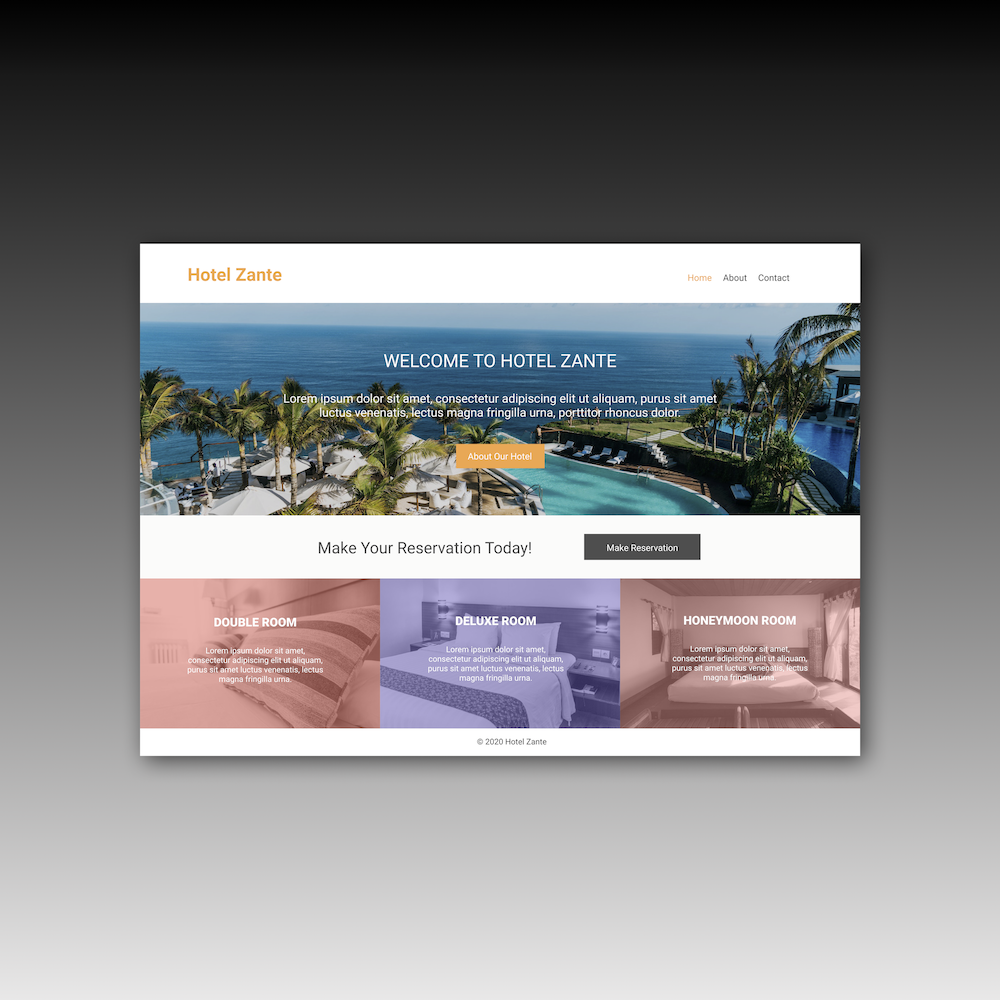 Hotel Zante
Home About Contact
WELCOME TO HOTEL ZANTE
Lorem ipsum dolor sit amet, consectetur adipiscing elit ut aliquam, purus sit amet
luctus venenatis, lectus magna fringilla urna, porttitor rhoncus dolor.
About Our Hotel
Make Your Reservation Today!
Make Reservation
DOUBLE ROOM
Lorem ipsum dolor sit amet,
consectetur adipiscing elit ut aliquam,
purus sit amet luctus venenatis, lectus
magna fringilla urna.
DELUXE ROOM
Lorem ipsum dolor sit amet,
consectetur adipiscing elit ut aliquam,
purus sit amet luctus venenatis, lectus
magna fringilla urna.
HONEYMOON ROOM
Lorem ipsum dolor sit amet,
consectetur adipiscing elit ut aliquam,
purus sit amet luctus venenatis, lectus
magna fringilla urna.
© 2020 Hotel Zante